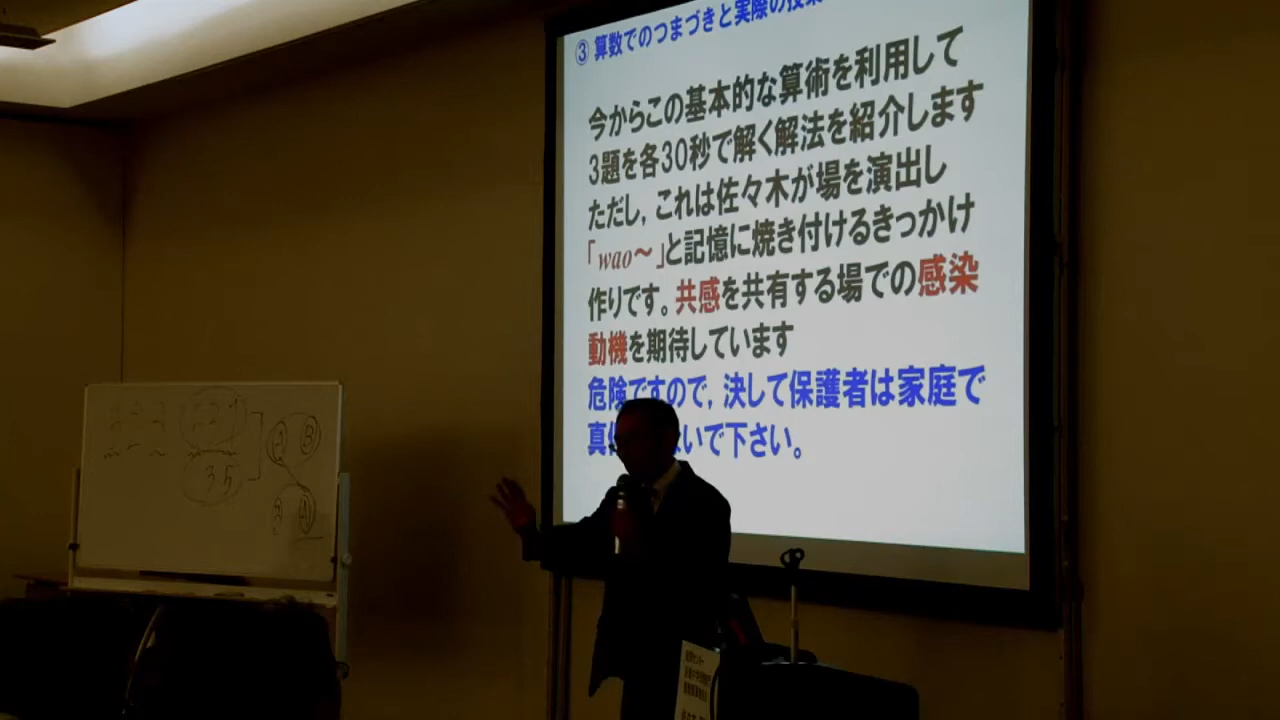 ③ 算数でのつまづきと実際の授業
今からこの基本的な算術を利用して
3題を各30秒で解く解法を紹介します
ただし, これは佐々木が場を演出し
「wao〜」と記憶に焼き付けるきっかけ
作りです。共感を共有する場での感染
動機を期待しています
危険ですので, 決して保護者は家庭で
真 いで下さい。
35
B